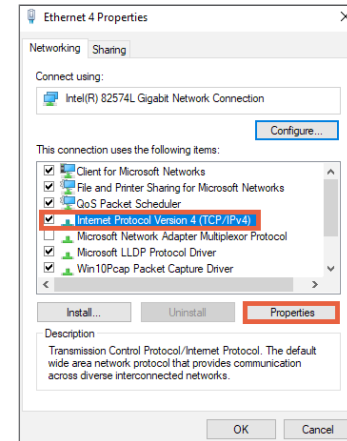 Ethernet 4 Properties
Networking
Sharing
Connect using:
Intel(R) 82574L Gigabit Network Connection
Configure...
This connection uses the following items:
Client for Microsoft Networks
File and Printer Sharing for Microsoft Networks
QoS Packet Scheduler
Internet Protocol Version 4 (TCP/IPv4)
Microsoft Network Adapter Multiplexor Protocol
Microsoft LLDP Protocol Driver
Win10Pcap Packet Capture Driver
Install...
Uninstall
Properties
Description
Transmission Control Protocol/Internet Protocol. The default
wide area network protocol that provides communication
across diverse interconnected networks.
OK
Cancel